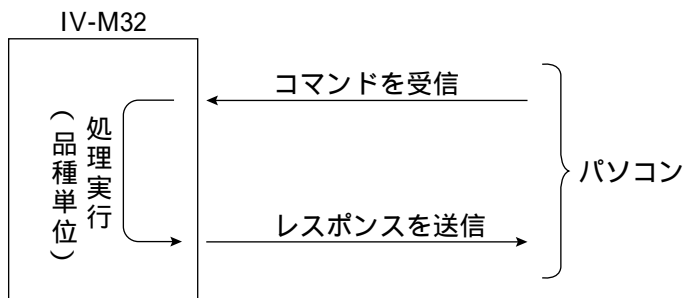 IV-M32
コマンドを受信
処理実行
(品種単位)
パソコン
レスポンスを送信